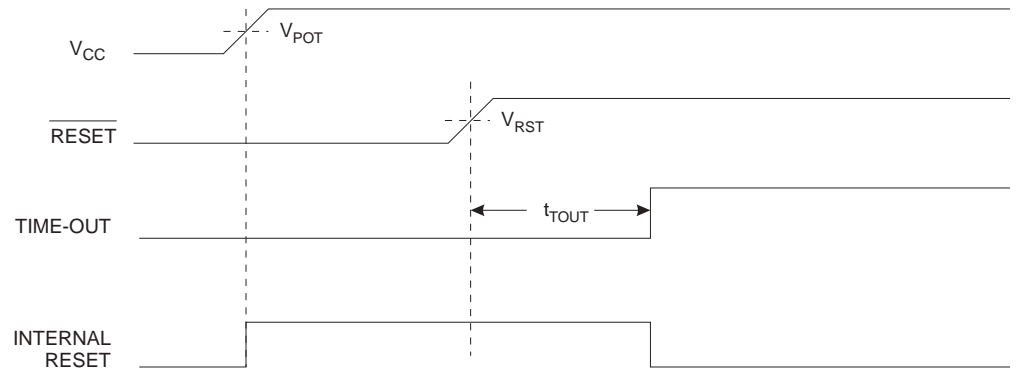 V_CC
V_POT
RESET
V_RST
TIME-OUT
t_TOUT
INTERNAL
RESET